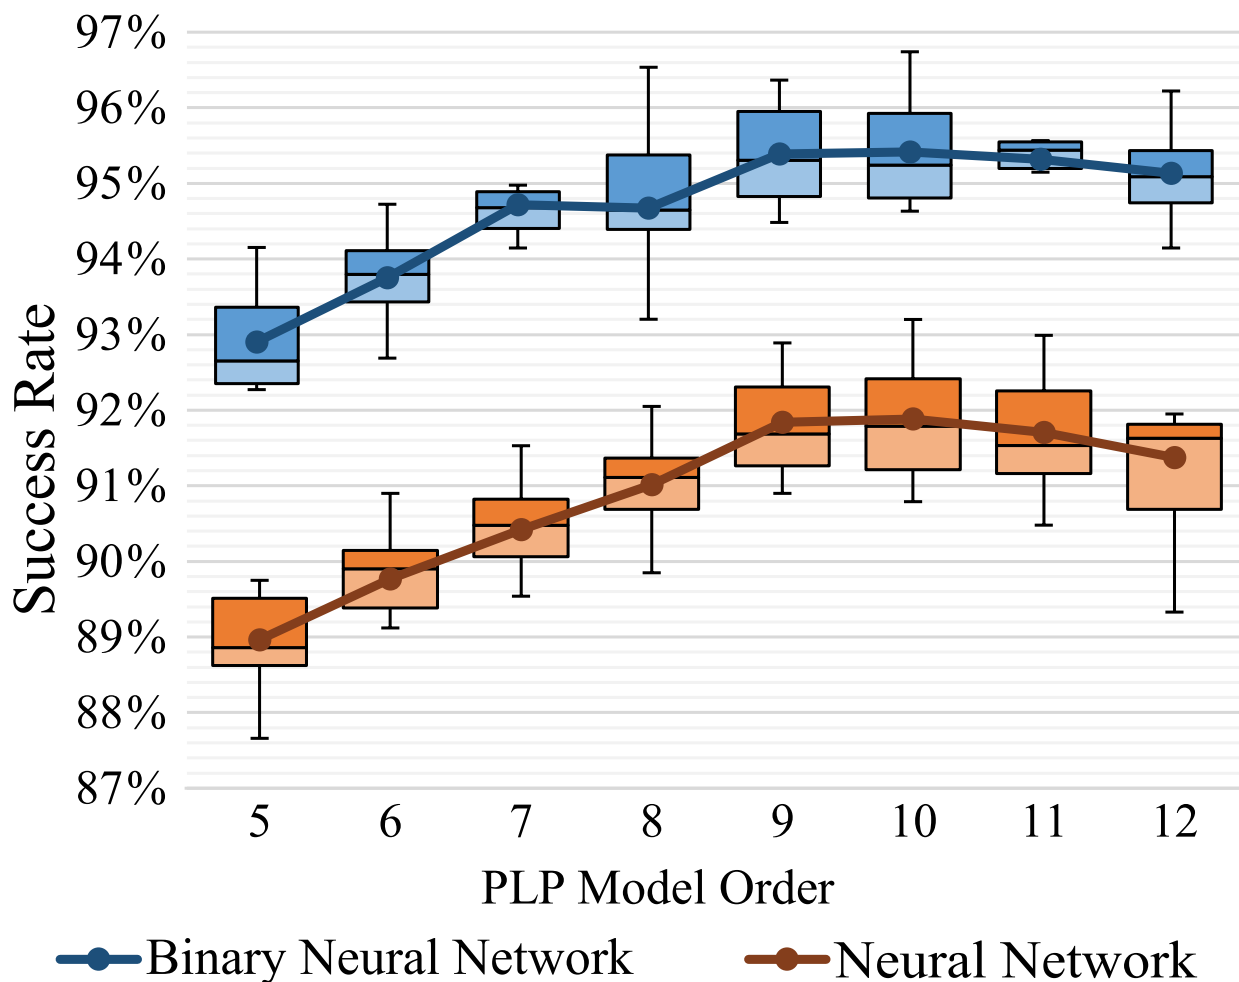 97%
96%
95%
94%
93%
92%
91%
90%
89%
88%
87%
Success Rate
5 6 7 8 9 10 11 12
PLP Model Order
Binary Neural Network Neural Network